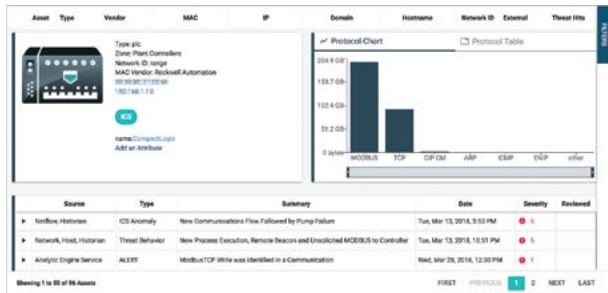 Asset Type Vendor MAC IP Domain Hostname Network ID External Threat Hits
FILTERS
Type: plc
Zone: Plant Controllers
Network ID: range
MAC Vendor: Rockwell Automation
192.168.1.10
ICS
name:CompactLogix
Add an Attribute
Protocol Chart
Protocol Table
204.9 GB
153.7 GB
102.4 GB
51.2 GB
0 bytes
MODBUS TCP CIP CM ARP ICMP ENIP other
Source Type Summary Date Severity Reviewed
Netflow, Historian ICS Anomaly New Communications Flow Followed by Pump Failure Tue, Mar 13, 2018, 3:53 PM 5
Network, Host, Historian Threat Behavior New Process Execution, Remote Beacon and Unsolicited MODBUS to Controller Tue, Mar 13, 2018, 10:51 PM 5
Analytic Engine Service ALERT ModbusTCP Write was identified in a Communication Wed, Mar 28, 2018, 12:30 PM 1
Showing 1 to 50 of 96 Assets
FIRST PREVIOUS 1 2 NEXT LAST